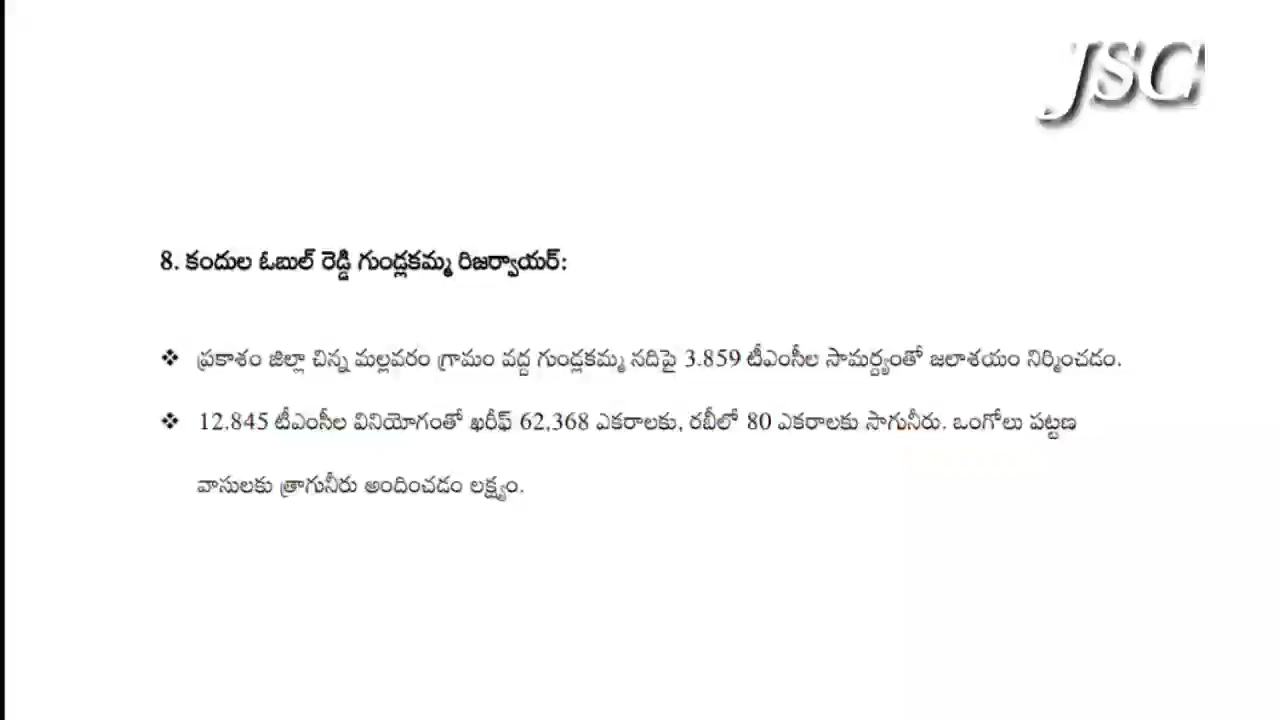 JSC
8. కందుల ఓబుల్ రెడ్డి గుండ్లకమ్మ రిజర్వాయర్:
❖ ప్రకాశం జిల్లా చిన్న మల్లవరం గ్రామం వద్ద గుండ్లకమ్మ నదిపై 3.859 టీఎంసీల సామర్ధ్యంతో జలాశయం నిర్మించడం.
❖ 12.845 టీఎంసీల వినియోగంతో ఖరీఫ్ 62,368 ఎకరాలకు, రబీలో 80 ఎకరాలకు సాగునీరు. ఒంగోలు పట్టణ
వాసులకు త్రాగునీరు అందించడం లక్ష్యం.